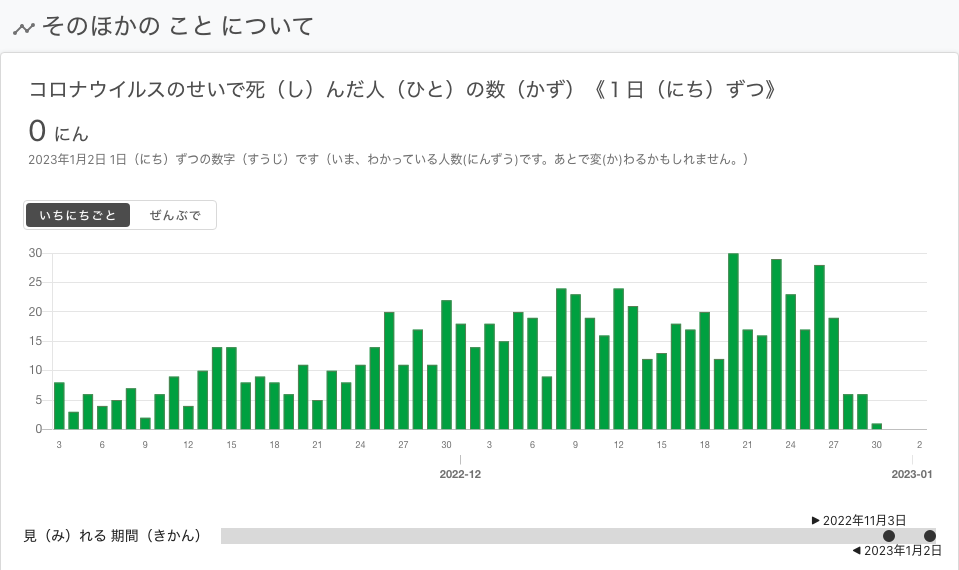 そのほかの こと について
コロナウイルスのせいで死（し）んだ人（ひと）の数（かず）《１日（にち）ずつ》
0 にん
2023年1月2日 1日（にち）ずつの数字（すうじ）です（いま、わかっている人数(にんずう)です。あとで変(か)わるかもしれません。）
いちにちごと ぜんぶで
30
25
20
15
10
5
0
3 6 9 12 15 18 21 24 27 30 3 6 9 12 15 18 21 24 27 30 2
2022-12 2023-01
▶ 2022年11月3日
見（み）れる 期間（きかん）
◀ 2023年1月2日